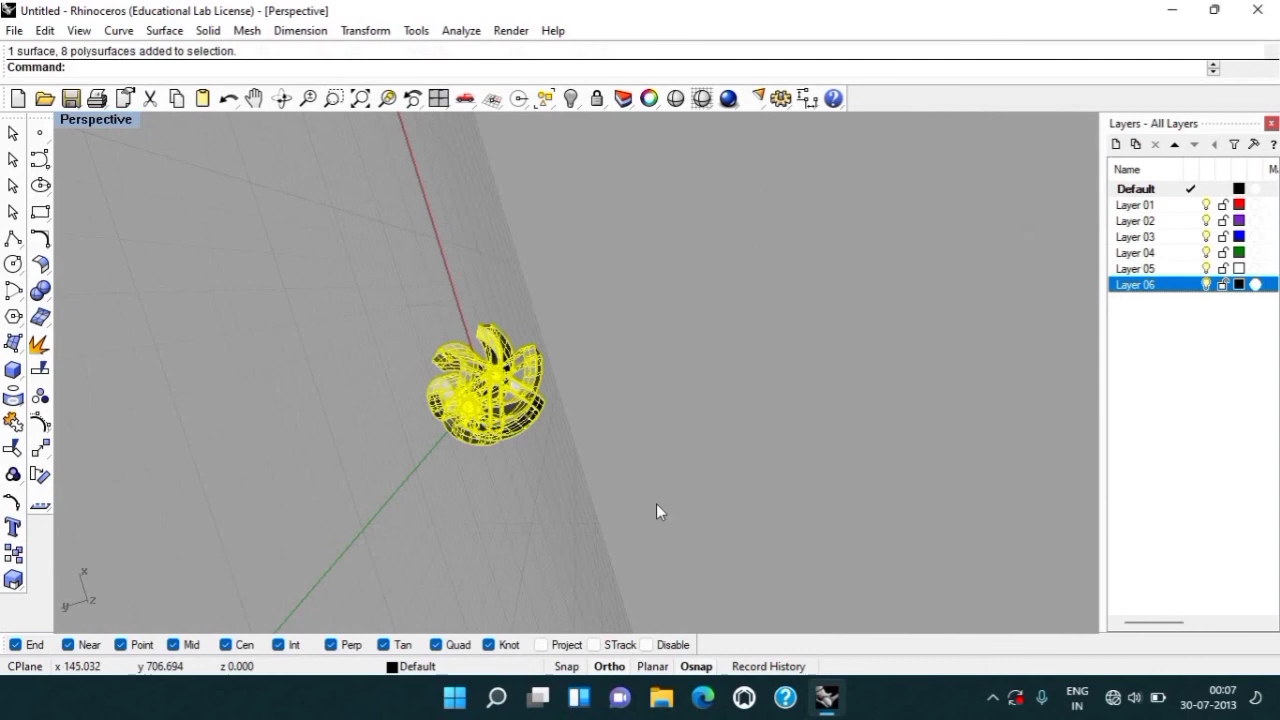 Untitled - Rhinoceros (Educational Lab License) - [Perspective]
File Edit View Curve Surface Solid Mesh Dimension Transform Tools Analyze Render Help
1 surface, 8 polysurfaces added to selection.
Command:
Perspective
Layers - All Layers
Name M
Default
Layer 01
Layer 02
Layer 03
Layer 04
Layer 05
Layer 06
x
y z
End Near Point Mid Cen Int Perp Tan Quad Knot Project STrack Disable
CPlane x 145.032 y 706.694 z 0.000 Default Snap Ortho Planar Osnap Record History
ENG
IN
00:07
30-07-2013